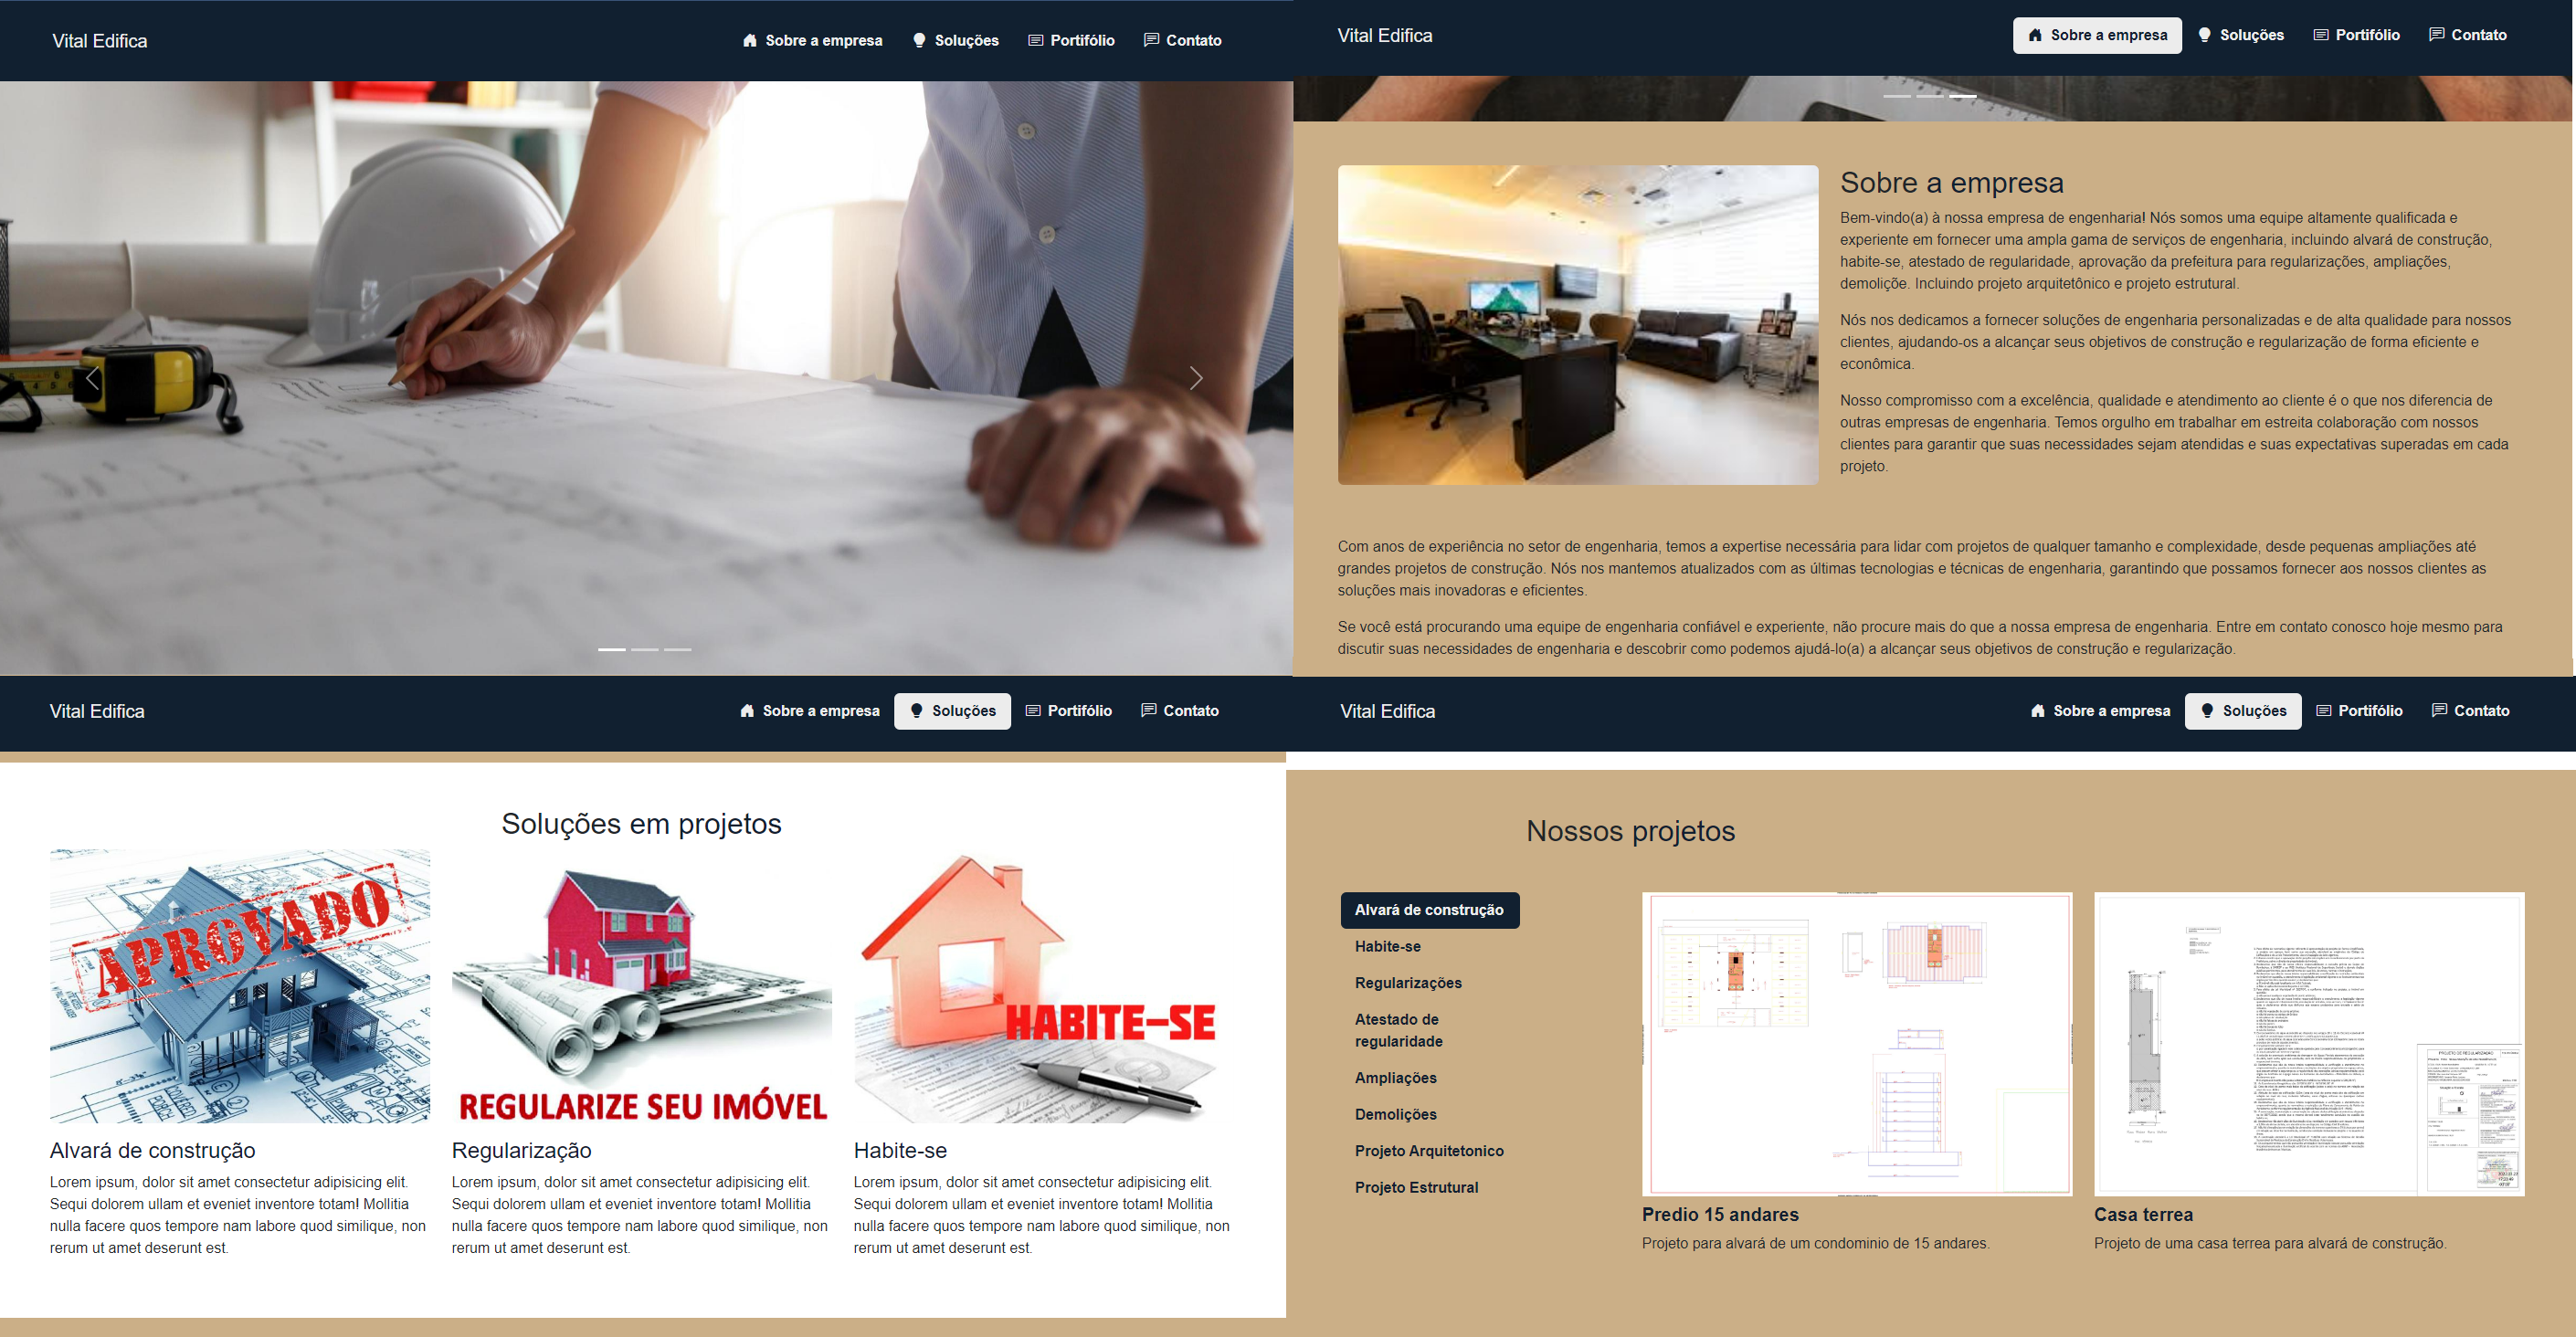 Vital Edifica
Sobre a empresa
Soluções
Portifólio
Contato
Vital Edifica
Sobre a empresa
Soluções
Portifólio
Contato
Sobre a empresa
Bem-vindo(a) à nossa empresa de engenharia! Nós somos uma equipe altamente qualificada e
experiente em fornecer uma ampla gama de serviços de engenharia, incluindo alvará de construção,
habite-se, atestado de regularidade, aprovação da prefeitura para regularizações, ampliações,
demoliçõe. Incluindo projeto arquitetônico e projeto estrutural.
Nós nos dedicamos a fornecer soluções de engenharia personalizadas e de alta qualidade para nossos
clientes, ajudando-os a alcançar seus objetivos de construção e regularização de forma eficiente e
econômica.
Nosso compromisso com a excelência, qualidade e atendimento ao cliente é o que nos diferencia de
outras empresas de engenharia. Temos orgulho em trabalhar em estreita colaboração com nossos
clientes para garantir que suas necessidades sejam atendidas e suas expectativas superadas em cada
projeto.
Com anos de experiência no setor de engenharia, temos a expertise necessária para lidar com projetos de qualquer tamanho e complexidade, desde pequenas ampliações até
grandes projetos de construção. Nós nos mantemos atualizados com as últimas tecnologias e técnicas de engenharia, garantindo que possamos fornecer aos nossos clientes as
soluções mais inovadoras e eficientes.
Se você está procurando uma equipe de engenharia confiável e experiente, não procure mais do que a nossa empresa de engenharia. Entre em contato conosco hoje mesmo para
discutir suas necessidades de engenharia e descobrir como podemos ajudá-lo(a) a alcançar seus objetivos de construção e regularização.
Vital Edifica
Sobre a empresa
Soluções
Portifólio
Contato
Soluções em projetos
APROVADO
REGULARIZE SEU IMÓVEL
HABITE-SE
Alvará de construção
Lorem ipsum, dolor sit amet consectetur adipisicing elit.
Sequi dolorem ullam et eveniet inventore totam! Mollitia
nulla facere quos tempore nam labore quod similique, non
rerum ut amet deserunt est.
Regularização
Lorem ipsum, dolor sit amet consectetur adipisicing elit.
Sequi dolorem ullam et eveniet inventore totam! Mollitia
nulla facere quos tempore nam labore quod similique, non
rerum ut amet deserunt est.
Habite-se
Lorem ipsum, dolor sit amet consectetur adipisicing elit.
Sequi dolorem ullam et eveniet inventore totam! Mollitia
nulla facere quos tempore nam labore quod similique, non
rerum ut amet deserunt est.
Vital Edifica
Sobre a empresa
Soluções
Portifólio
Contato
Nossos projetos
Alvará de construção
Habite-se
Regularizações
Atestado de
regularidade
Ampliações
Demolições
Projeto Arquitetonico
Projeto Estrutural
PROJETO DE REGULARIZACAO
Predio 15 andares
Projeto para alvará de um condominio de 15 andares.
Casa terrea
Projeto de uma casa terrea para alvará de construção.